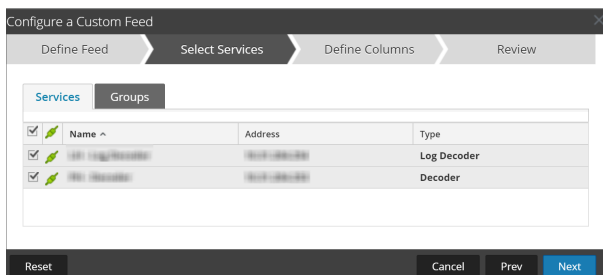 Configure a Custom Feed
Define Feed Select Services Define Columns Review
Services Groups
Name Address Type
Log Decoder
Decoder
Reset Cancel Prev Next